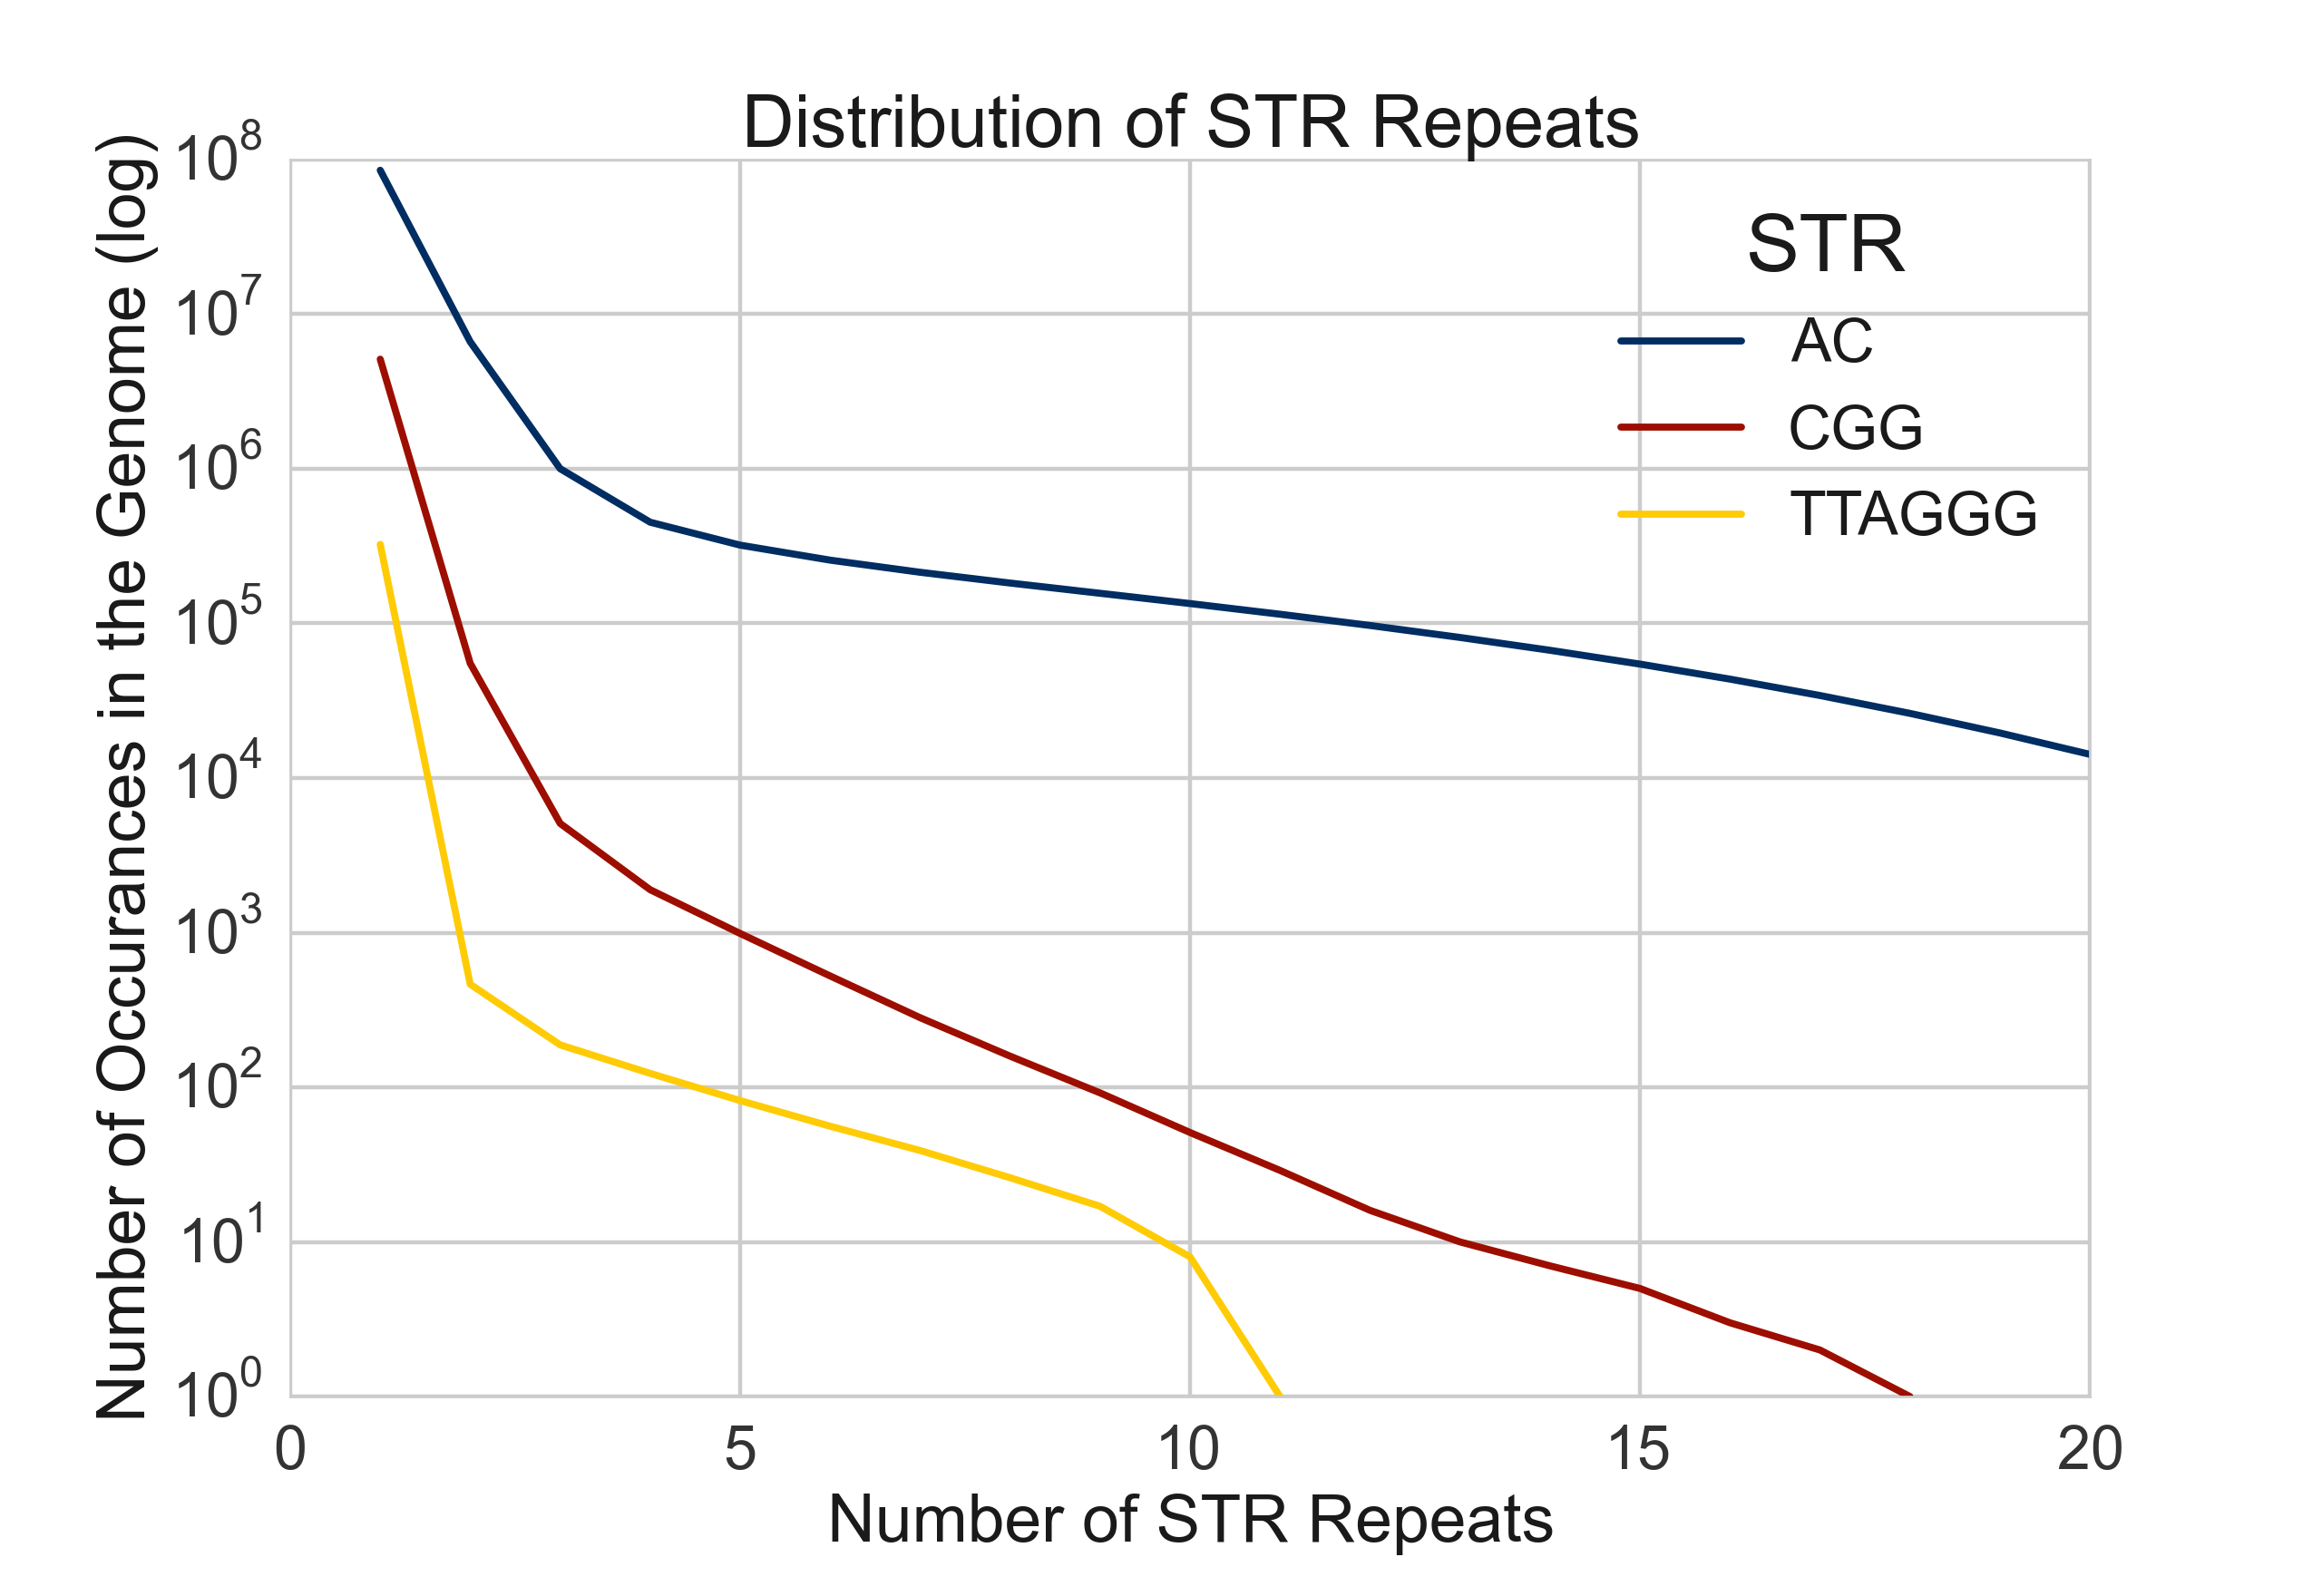 Distribution of STR Repeats
Number of Occurances in the Genome (log)
10^8
10^7
10^6
10^5
10^4
10^3
10^2
10^1
10^0
STR
AC
CGG
TTAGGG
0 5 10 15 20
Number of STR Repeats